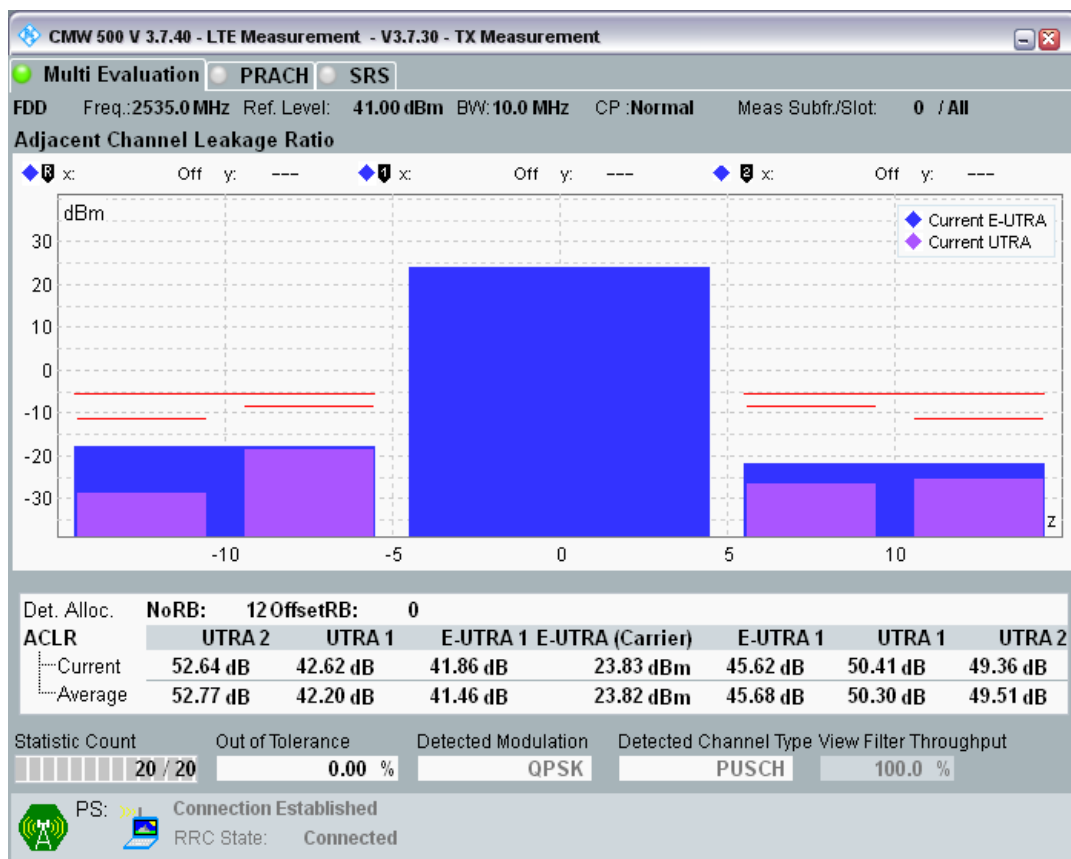 CMW 500 V 3.7.40 - LTE Measurement - V3.7.30 - TX Measurement
Multi Evaluation PRACH SRS
FDD Freq.:2535.0 MHz Ref. Level: 41.00 dBm BW: 10.0 MHz CP :Normal Meas Subfr./Slot: 0 / All
Adjacent Channel Leakage Ratio
R x: Off y: --- 1 x: Off y: --- 2 x: Off y: ---
dBm
Current E-UTRA
Current UTRA
30
20
10
0
-10
-20
-30
z
-10 -5 0 5 10
Det. Alloc. NoRB: 12 OffsetRB: 0
ACLR UTRA 2 UTRA 1 E-UTRA 1 E-UTRA (Carrier) E-UTRA 1 UTRA 1 UTRA 2
Current 52.64 dB 42.62 dB 41.86 dB 23.83 dBm 45.62 dB 50.41 dB 49.36 dB
Average 52.77 dB 42.20 dB 41.46 dB 23.82 dBm 45.68 dB 50.30 dB 49.51 dB
Statistic Count Out of Tolerance Detected Modulation Detected Channel Type View Filter Throughput
20 / 20 0.00 % QPSK PUSCH 100.0 %
PS: Connection Established
RRC State: Connected